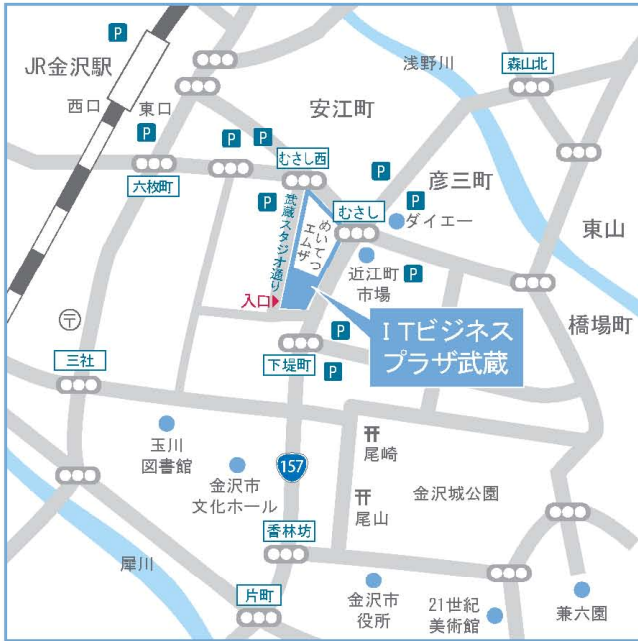 P
JR金沢駅
西口
東口
P
P
P
安江町
浅野川
森山北
六枚町
むさし西
P
彦三町
P
P
むさし
ダイエー
東山
武蔵スタジオ通り
めいてつ
エムザ
近江町
市場
P
橋場町
入口
〒
P
ITビジネス
プラザ武蔵
三社
下堤町
P
玉川
図書館
金沢市
文化ホール
157
尾崎
尾山
金沢城公園
香林坊
犀川
片町
金沢市
役所
21世紀
美術館
兼六園